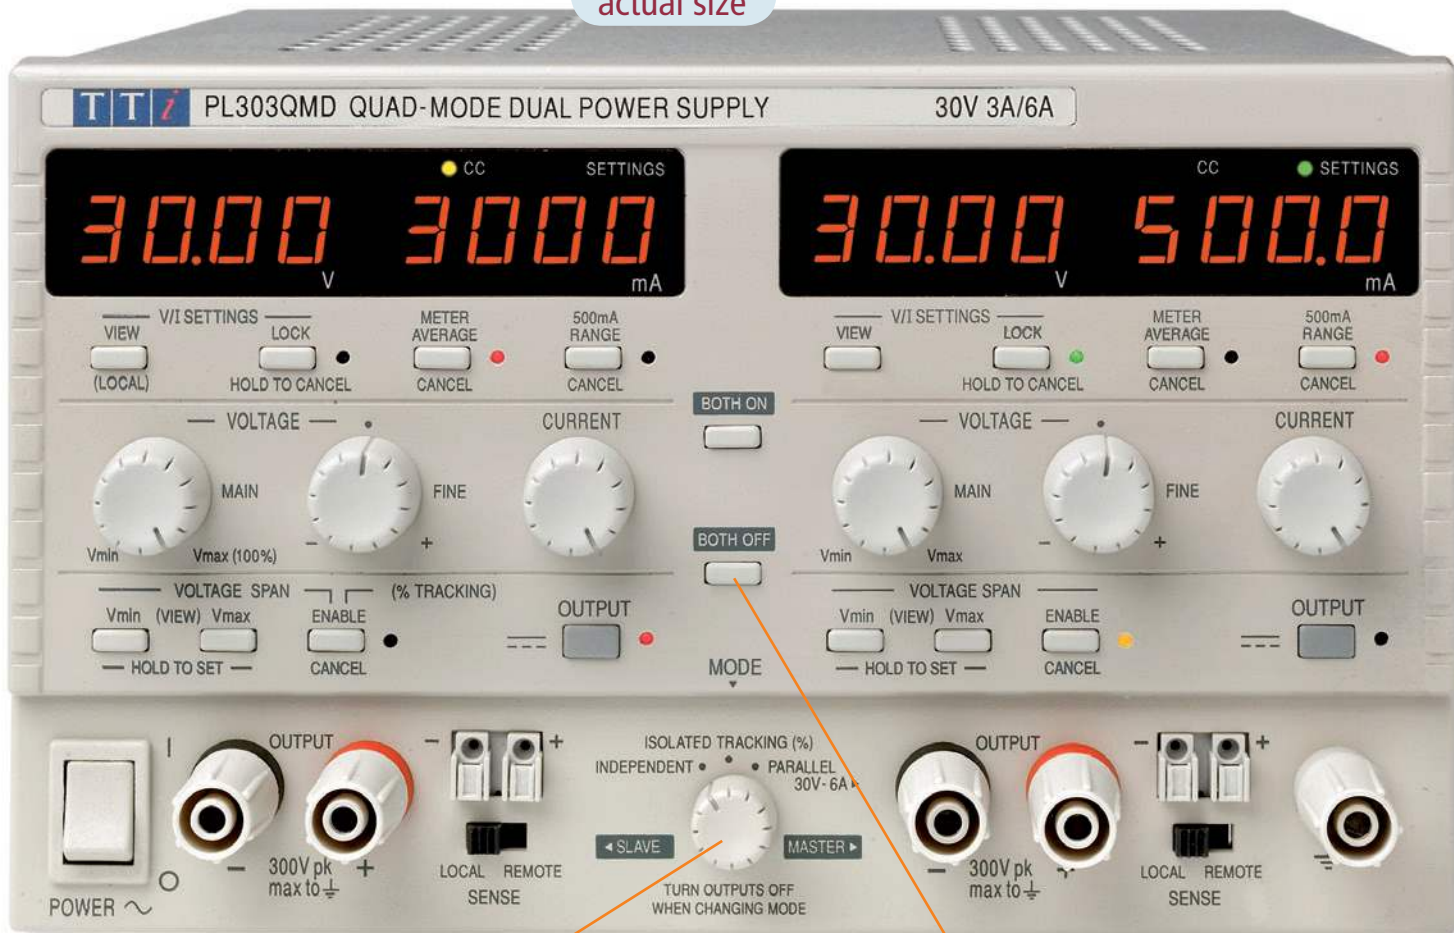 actual size
TTi PL303QMD QUAD-MODE DUAL POWER SUPPLY 30V 3A/6A
CC SETTINGS
30.00 V 3000 mA
CC SETTINGS
30.00 V 500.0 mA
V/I SETTINGS
VIEW LOCK
(LOCAL) HOLD TO CANCEL
METER
AVERAGE
CANCEL
500mA
RANGE
CANCEL
V/I SETTINGS
VIEW LOCK
HOLD TO CANCEL
METER
AVERAGE
CANCEL
500mA
RANGE
CANCEL
VOLTAGE CURRENT
MAIN FINE
Vmin Vmax (100%) - +
BOTH ON
BOTH OFF
VOLTAGE CURRENT
MAIN FINE
Vmin Vmax - +
VOLTAGE SPAN (% TRACKING)
Vmin (VIEW) Vmax ENABLE
HOLD TO SET CANCEL
OUTPUT
MODE
VOLTAGE SPAN
Vmin (VIEW) Vmax ENABLE
HOLD TO SET CANCEL
OUTPUT
I
O
POWER
OUTPUT
- +
300V pk
max to
- +
LOCAL REMOTE
SENSE
ISOLATED TRACKING (%)
INDEPENDENT PARALLEL
30V-6A
SLAVE MASTER
TURN OUTPUTS OFF
WHEN CHANGING MODE
OUTPUT
- +
300V pk
max to
- +
LOCAL REMOTE
SENSE